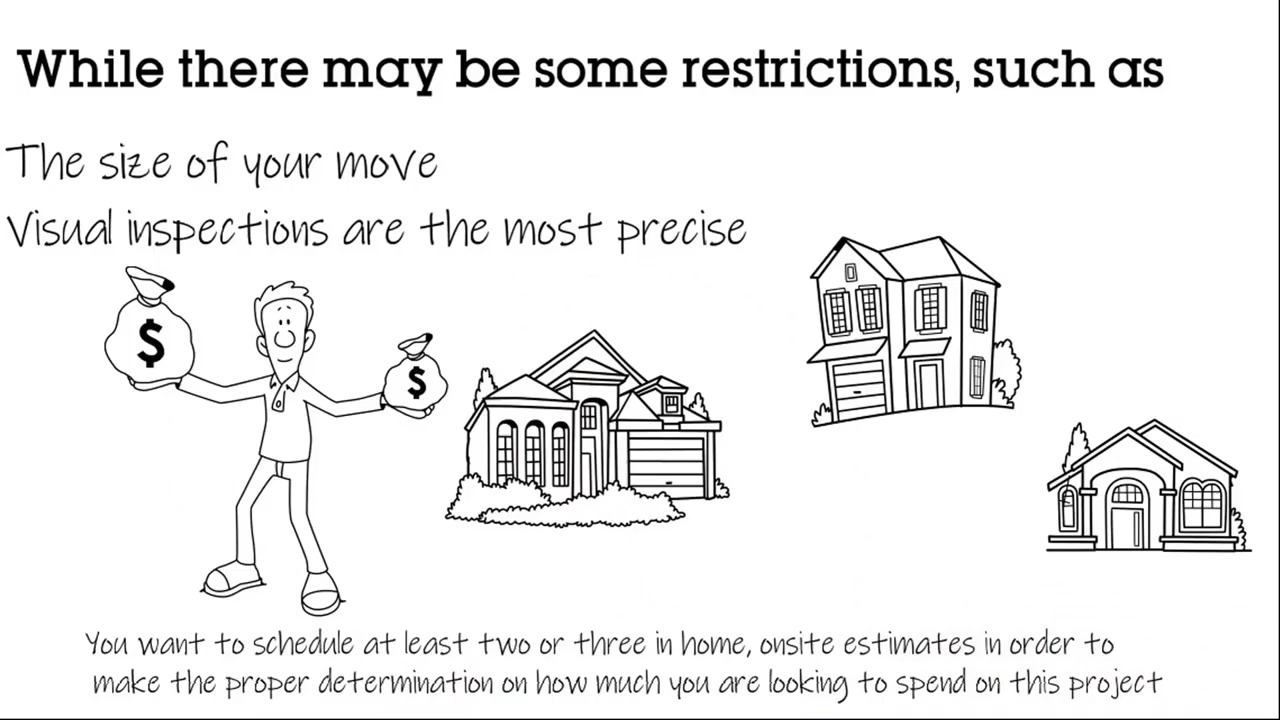 While there may be some restrictions, such as
The size of your move
Visual inspections are the most precise
$
$
You want to schedule at least two or three in home, onsite estimates in order to
make the proper determination on how much you are looking to spend on this project